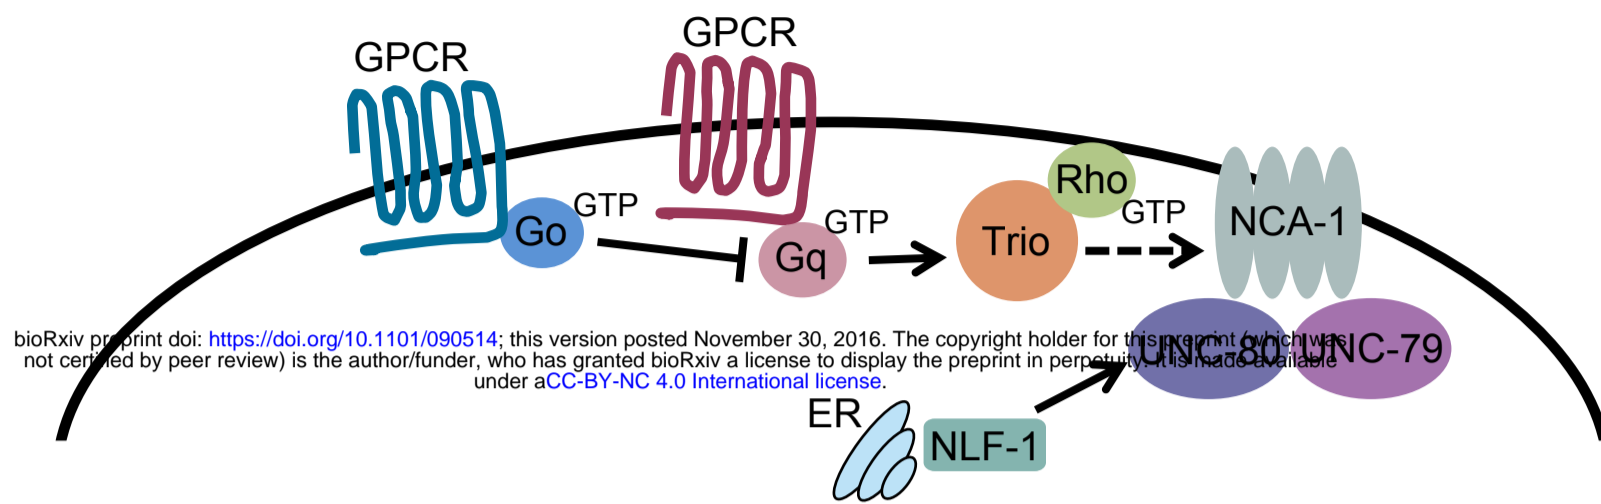 GPCR
GPCR
GTP
Go
GTP
Gq
Rho
GTP
Trio
NCA-1
bioRxiv preprint doi: https://doi.org/10.1101/090514; this version posted November 30, 2016. The copyright holder for this preprint (which was
not certified by peer review) is the author/funder, who has granted bioRxiv a license to display the preprint in perpetuity. It is made available
under aCC-BY-NC 4.0 International license.
UNC-80
UNC-79
ER
NLF-1